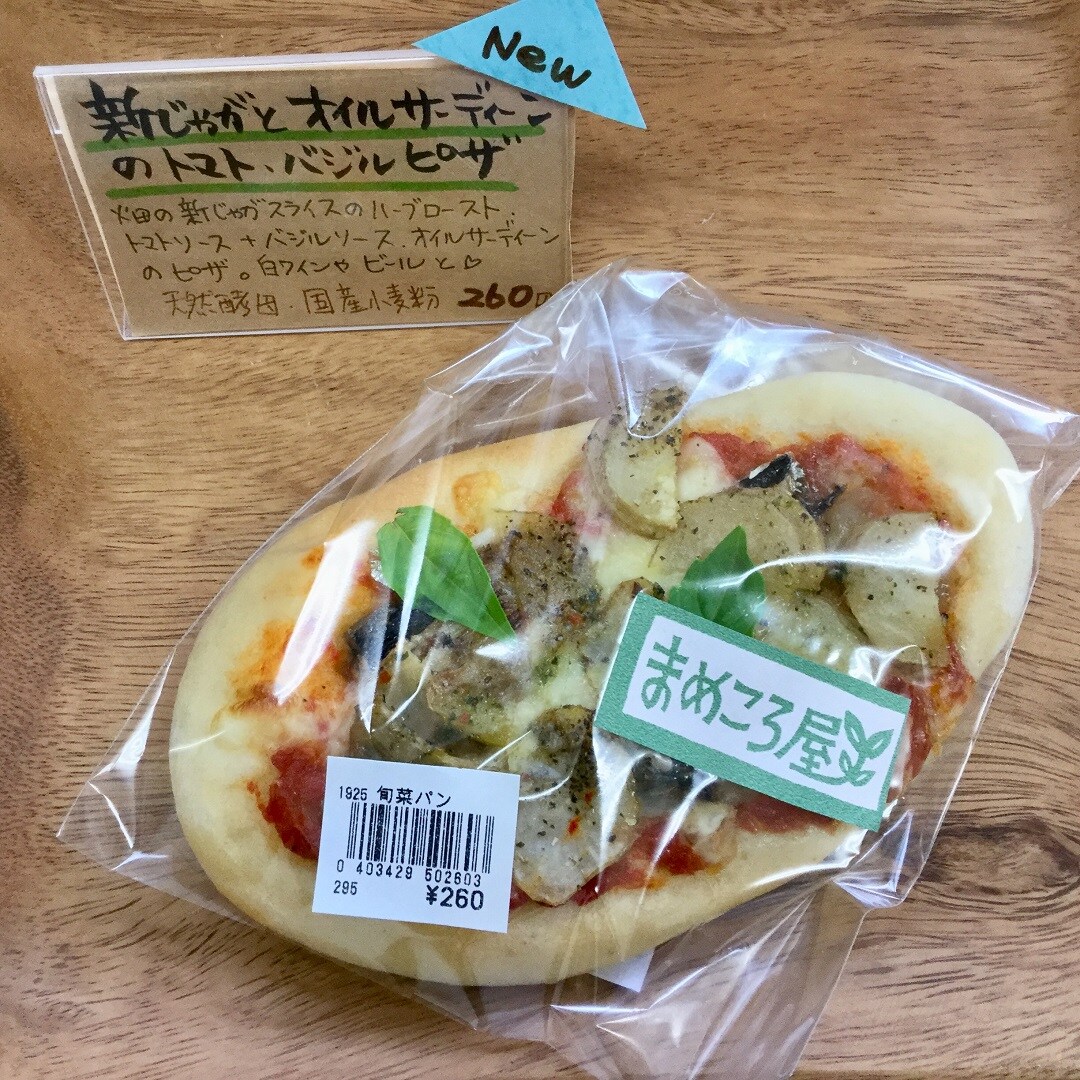 New
新じゃがと オイルサーディーン
のトマト、バジルピザ
畑の新じゃがスライスのハーブロースト、
トマトソース+バジルソース、オイルサーディーン
のピザ。白ワインや ビールと♡
天然酵母・国産小麦粉 260円
まめころ屋
1925 旬菜パン
0 403429 502603
295 ¥260